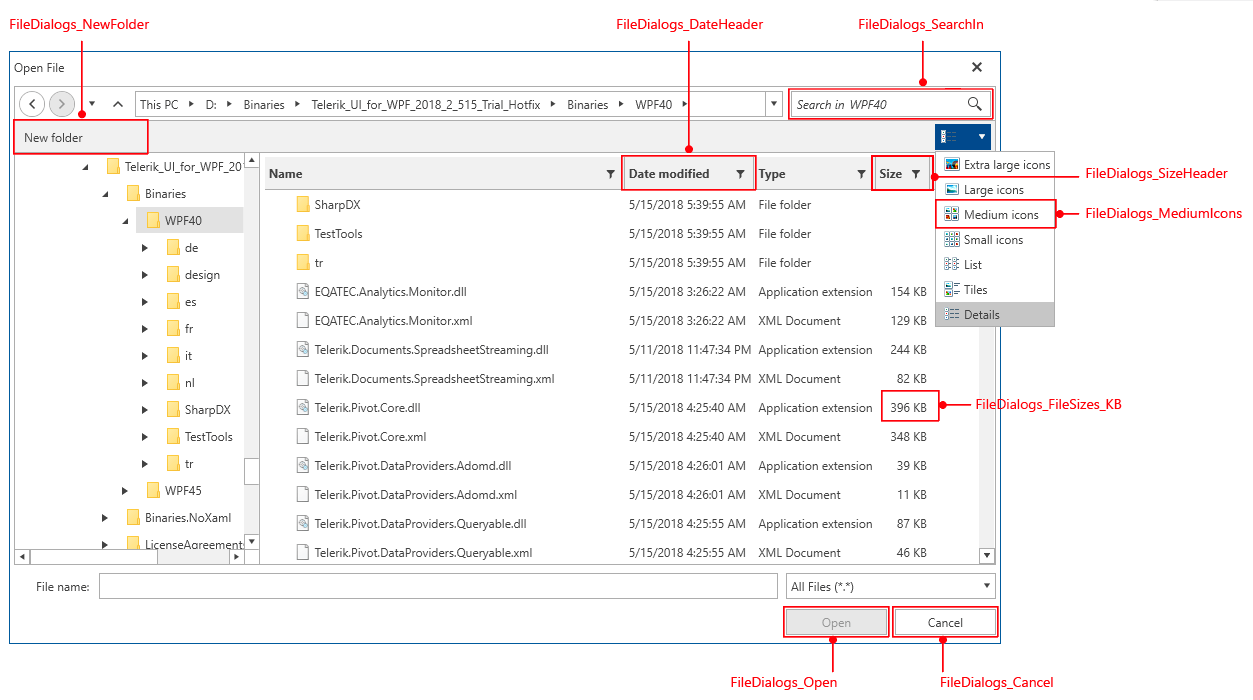 FileDialogs_NewFolder FileDialogs_DateHeader FileDialogs_SearchIn
Open File
This PC D: Binaries Telerik_UI_for_WPF_2018_2_515_Trial_Hotfix Binaries WPF40 Search in WPF40
New folder
Telerik_UI_for_WPF_20
Binaries
WPF40
de
design
es
fr
it
nl
SharpDX
TestTools
tr
WPF45
Binaries.NoXaml
LicenseAgreements
Name Date modified Type Size
SharpDX 5/15/2018 5:39:55 AM File folder
TestTools 5/15/2018 5:39:55 AM File folder
tr 5/15/2018 5:39:55 AM File folder
EQATEC.Analytics.Monitor.dll 5/15/2018 3:26:22 AM Application extension 154 KB
EQATEC.Analytics.Monitor.xml 5/15/2018 3:26:22 AM XML Document 129 KB
Telerik.Documents.SpreadsheetStreaming.dll 5/11/2018 11:47:34 PM Application extension 244 KB
Telerik.Documents.SpreadsheetStreaming.xml 5/11/2018 11:47:34 PM XML Document 82 KB
Telerik.Pivot.Core.dll 5/15/2018 4:25:40 AM Application extension 396 KB
Telerik.Pivot.Core.xml 5/15/2018 4:25:40 AM XML Document 348 KB
Telerik.Pivot.DataProviders.Adomd.dll 5/15/2018 4:26:01 AM Application extension 39 KB
Telerik.Pivot.DataProviders.Adomd.xml 5/15/2018 4:26:01 AM XML Document 11 KB
Telerik.Pivot.DataProviders.Queryable.dll 5/15/2018 4:25:55 AM Application extension 87 KB
Telerik.Pivot.DataProviders.Queryable.xml 5/15/2018 4:25:55 AM XML Document 46 KB
Extra large icons
Large icons
Medium icons
Small icons
List
Tiles
Details
FileDialogs_SizeHeader
FileDialogs_MediumIcons
FileDialogs_FileSizes_KB
File name: All Files (*.*)
Open Cancel
FileDialogs_Open FileDialogs_Cancel